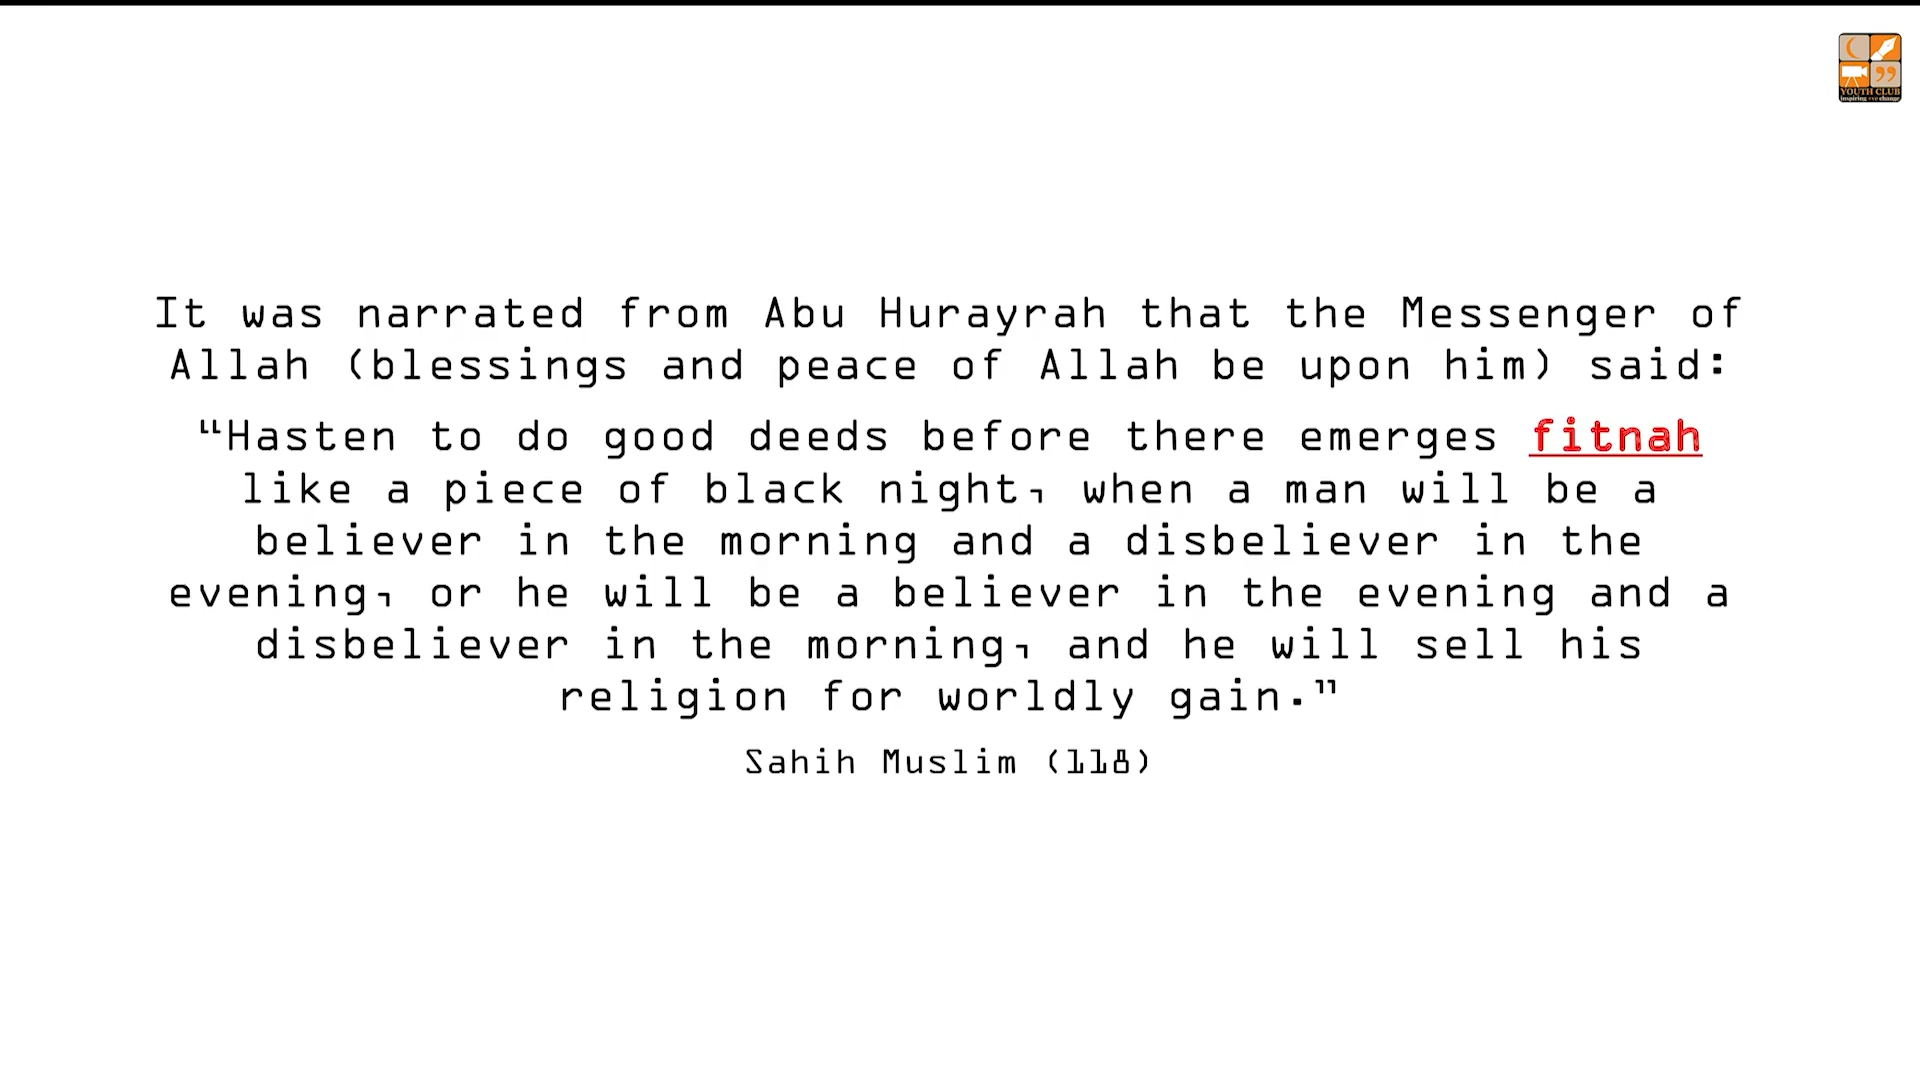 YOUTH CLUB
It was narrated from Abu Hurayrah that the Messenger of
Allah (blessings and peace of Allah be upon him) said:
“Hasten to do good deeds before there emerges fitnah
like a piece of black night, when a man will be a
believer in the morning and a disbeliever in the
evening, or he will be a believer in the evening and a
disbeliever in the morning, and he will sell his
religion for worldly gain.”
Sahih Muslim (118)